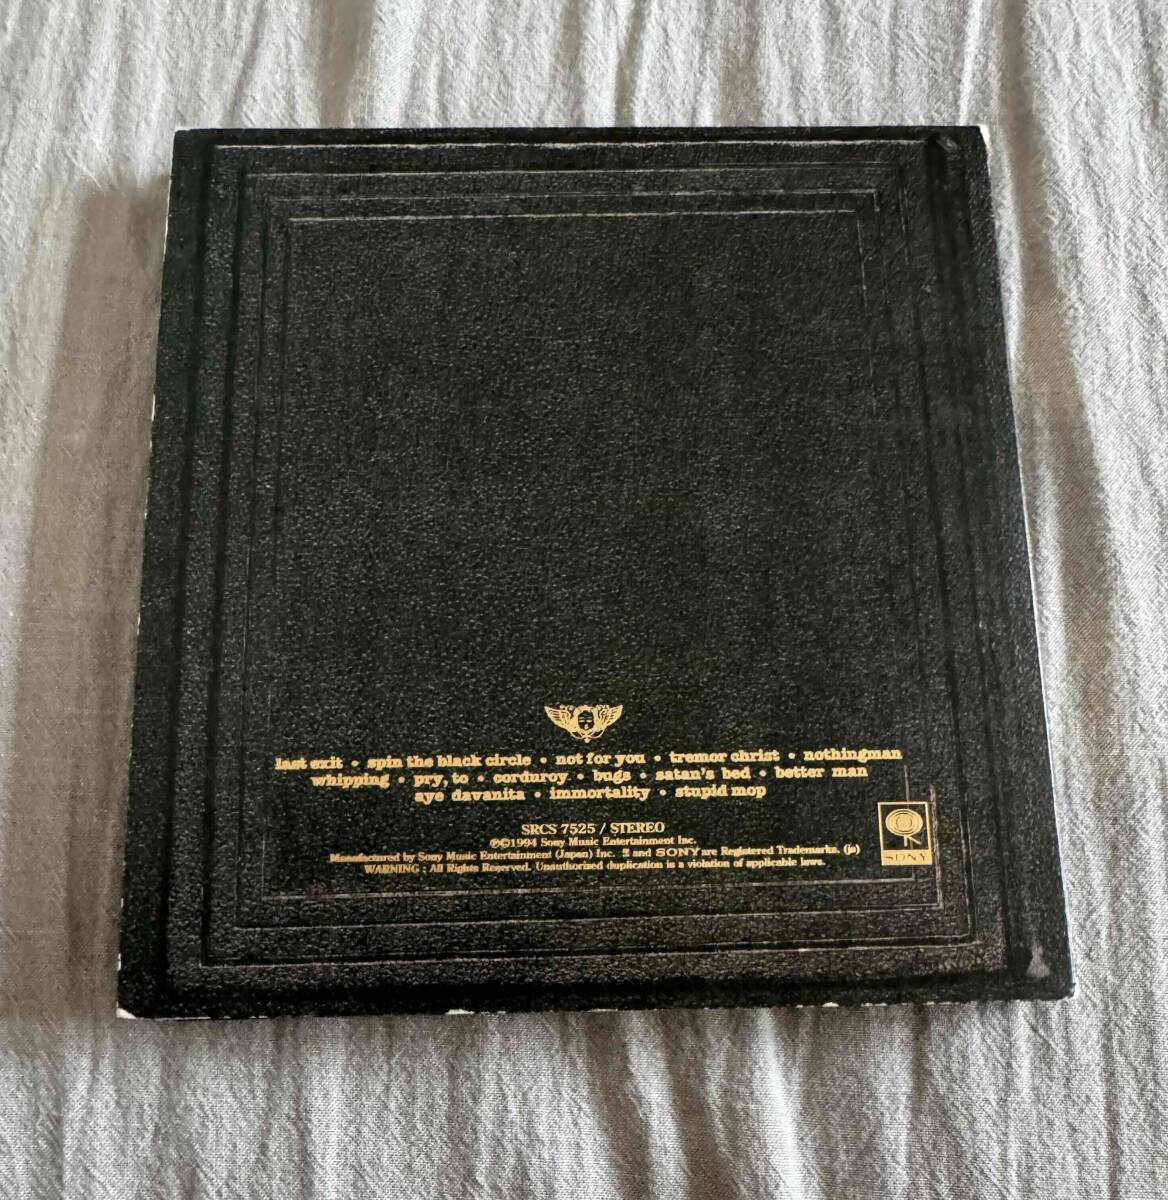 last exit • spin the black circle • not for you • tremor christ • nothingman
whipping • pry, to • corduroy • bugs • satan's bed • better man
aye davanita • immortality • stupid mop
SRCS 7525 / STEREO
℗©1994 Sony Music Entertainment Inc.
Manufactured by Sony Music Entertainment (Japan) Inc. and SONY are Registered Trademarks. (ja)
WARNING : All Rights Reserved. Unauthorized duplication is a violation of applicable laws.
SONY